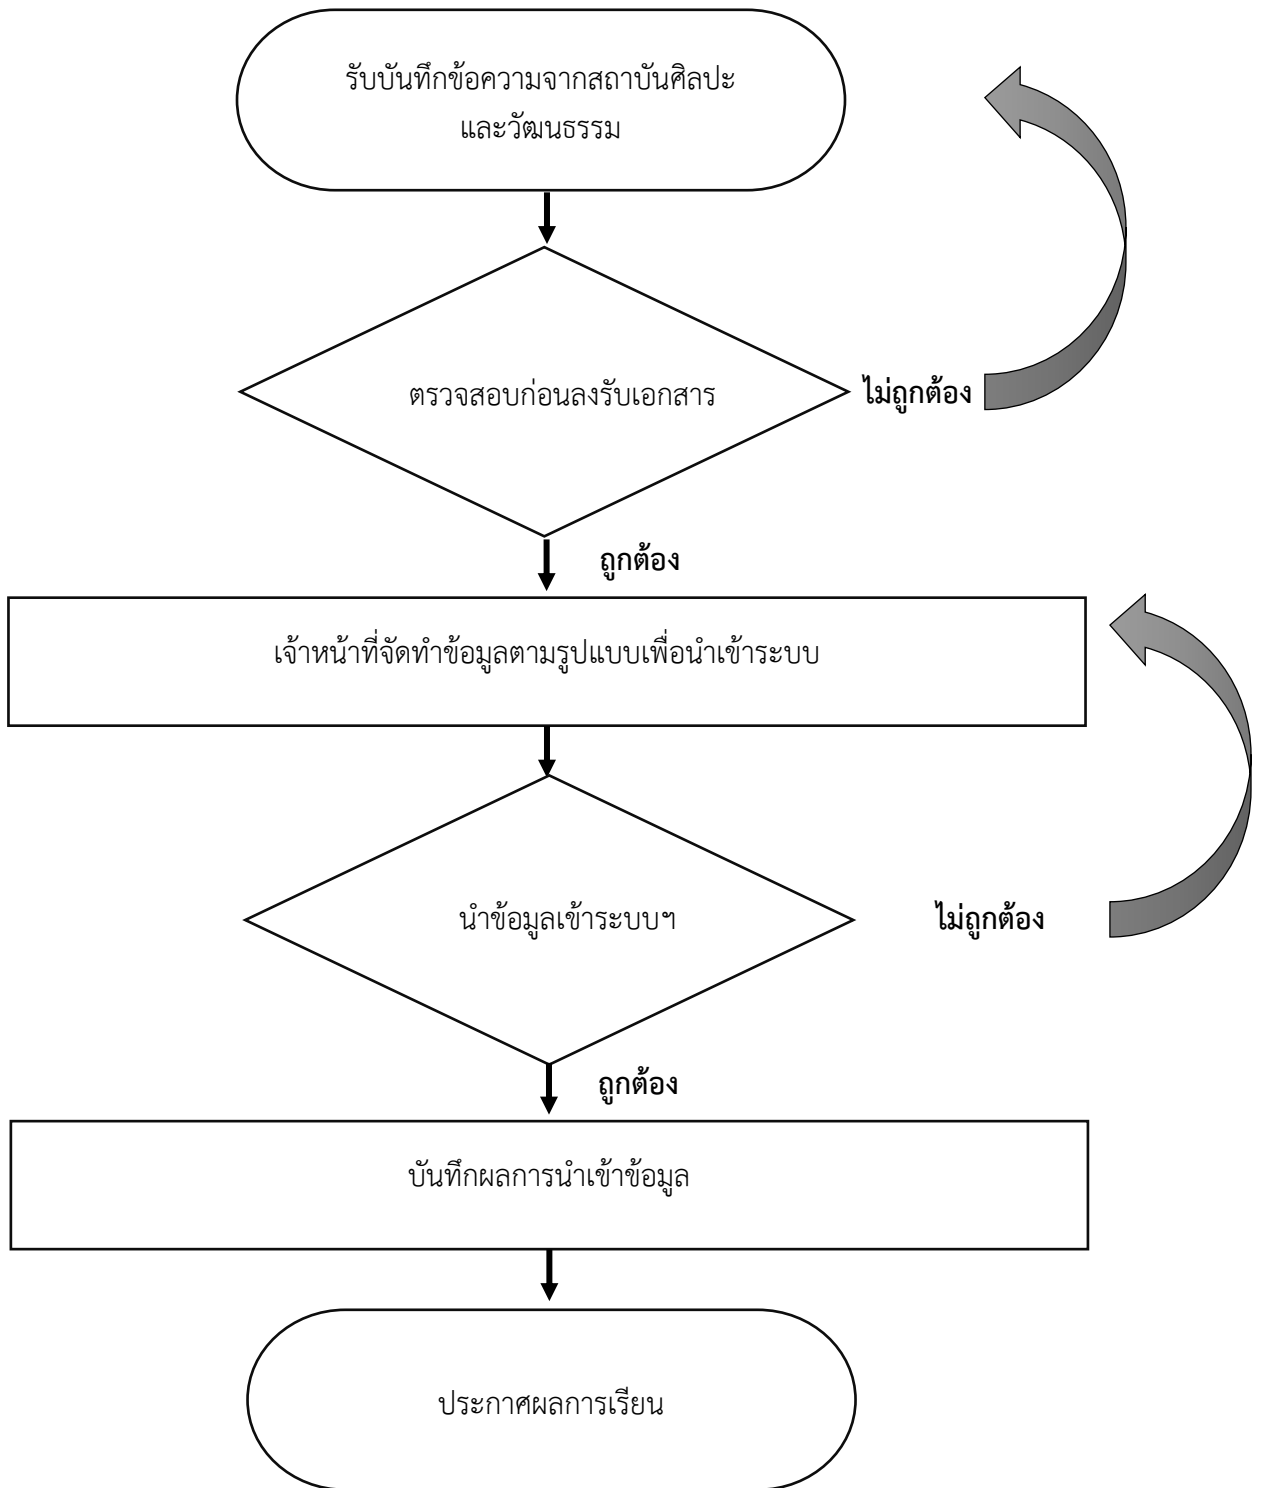 รับบันทึกข้อความจากสถาบันศิลปะ
และวัฒนธรรม
ตรวจสอบก่อนลงรับเอกสาร
ไม่ถูกต้อง
ถูกต้อง
เจ้าหน้าที่จัดทำข้อมูลตามรูปแบบเพื่อนำเข้าระบบ
นำข้อมูลเข้าระบบฯ
ไม่ถูกต้อง
ถูกต้อง
บันทึกผลการนำเข้าข้อมูล
ประกาศผลการเรียน